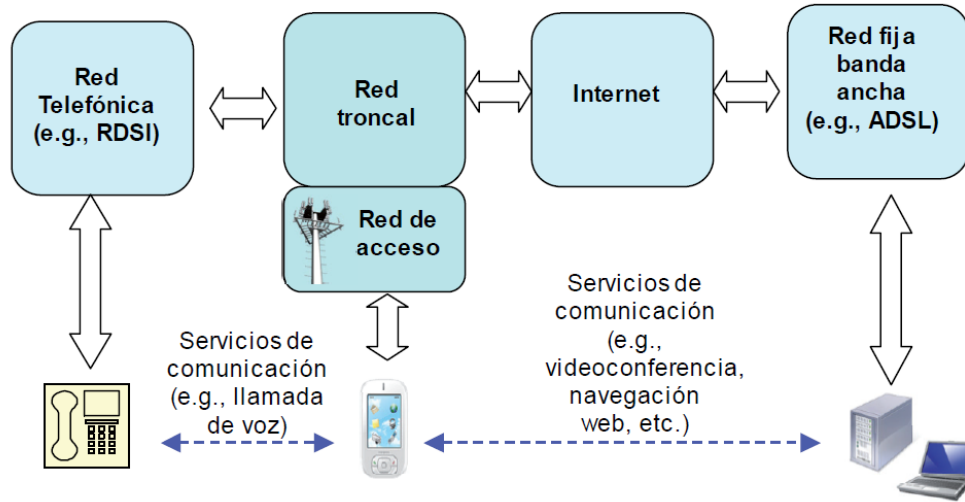 Red
Telefónica
(e.g., RDSI)
Red
troncal
Internet
Red fija
banda
ancha
(e.g., ADSL)
Red de
acceso
Servicios de
comunicación
(e.g., llamada
de voz)
Servicios de
comunicación
(e.g.,
videoconferencia,
navegación
web, etc.)